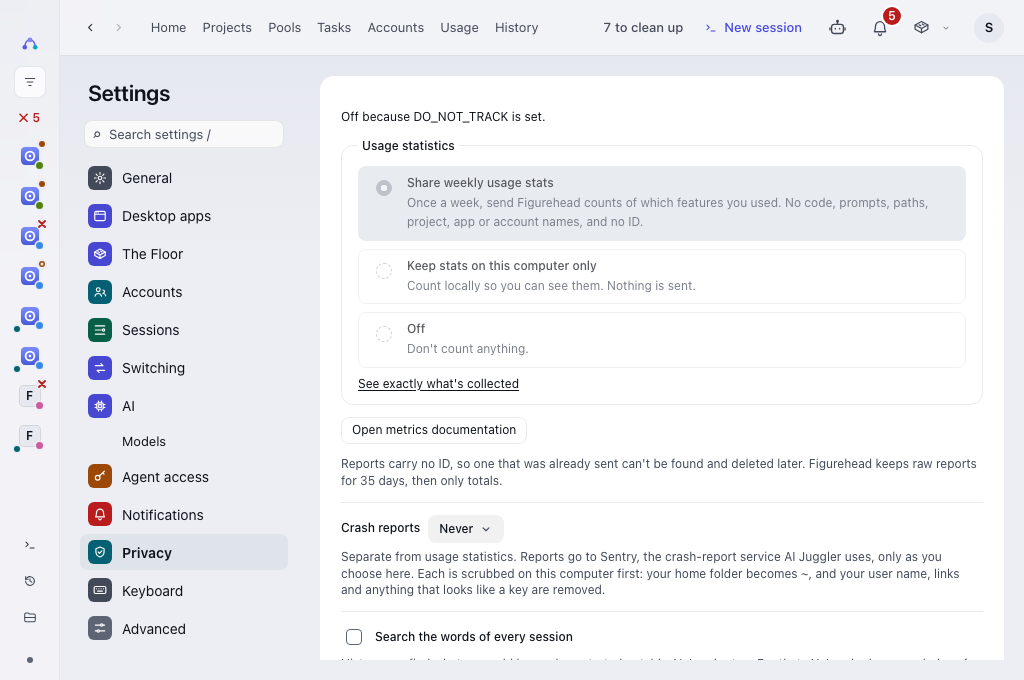 Home Projects Pools Tasks Accounts Usage History 7 to clean up New session 5 S
5
F
F
Settings
Search settings /
General
Desktop apps
The Floor
Accounts
Sessions
Switching
AI
Models
Agent access
Notifications
Privacy
Keyboard
Advanced
Off because DO_NOT_TRACK is set.
Usage statistics
Share weekly usage stats
Once a week, send Figurehead counts of which features you used. No code, prompts, paths,
project, app or account names, and no ID.
Keep stats on this computer only
Count locally so you can see them. Nothing is sent.
Off
Don't count anything.
See exactly what's collected
Open metrics documentation
Reports carry no ID, so one that was already sent can't be found and deleted later. Figurehead keeps raw reports
for 35 days, then only totals.
Crash reports Never
Separate from usage statistics. Reports go to Sentry, the crash-report service AI Juggler uses, only as you
choose here. Each is scrubbed on this computer first: your home folder becomes ~, and your user name, links
and anything that looks like a key are removed.
Search the words of every session